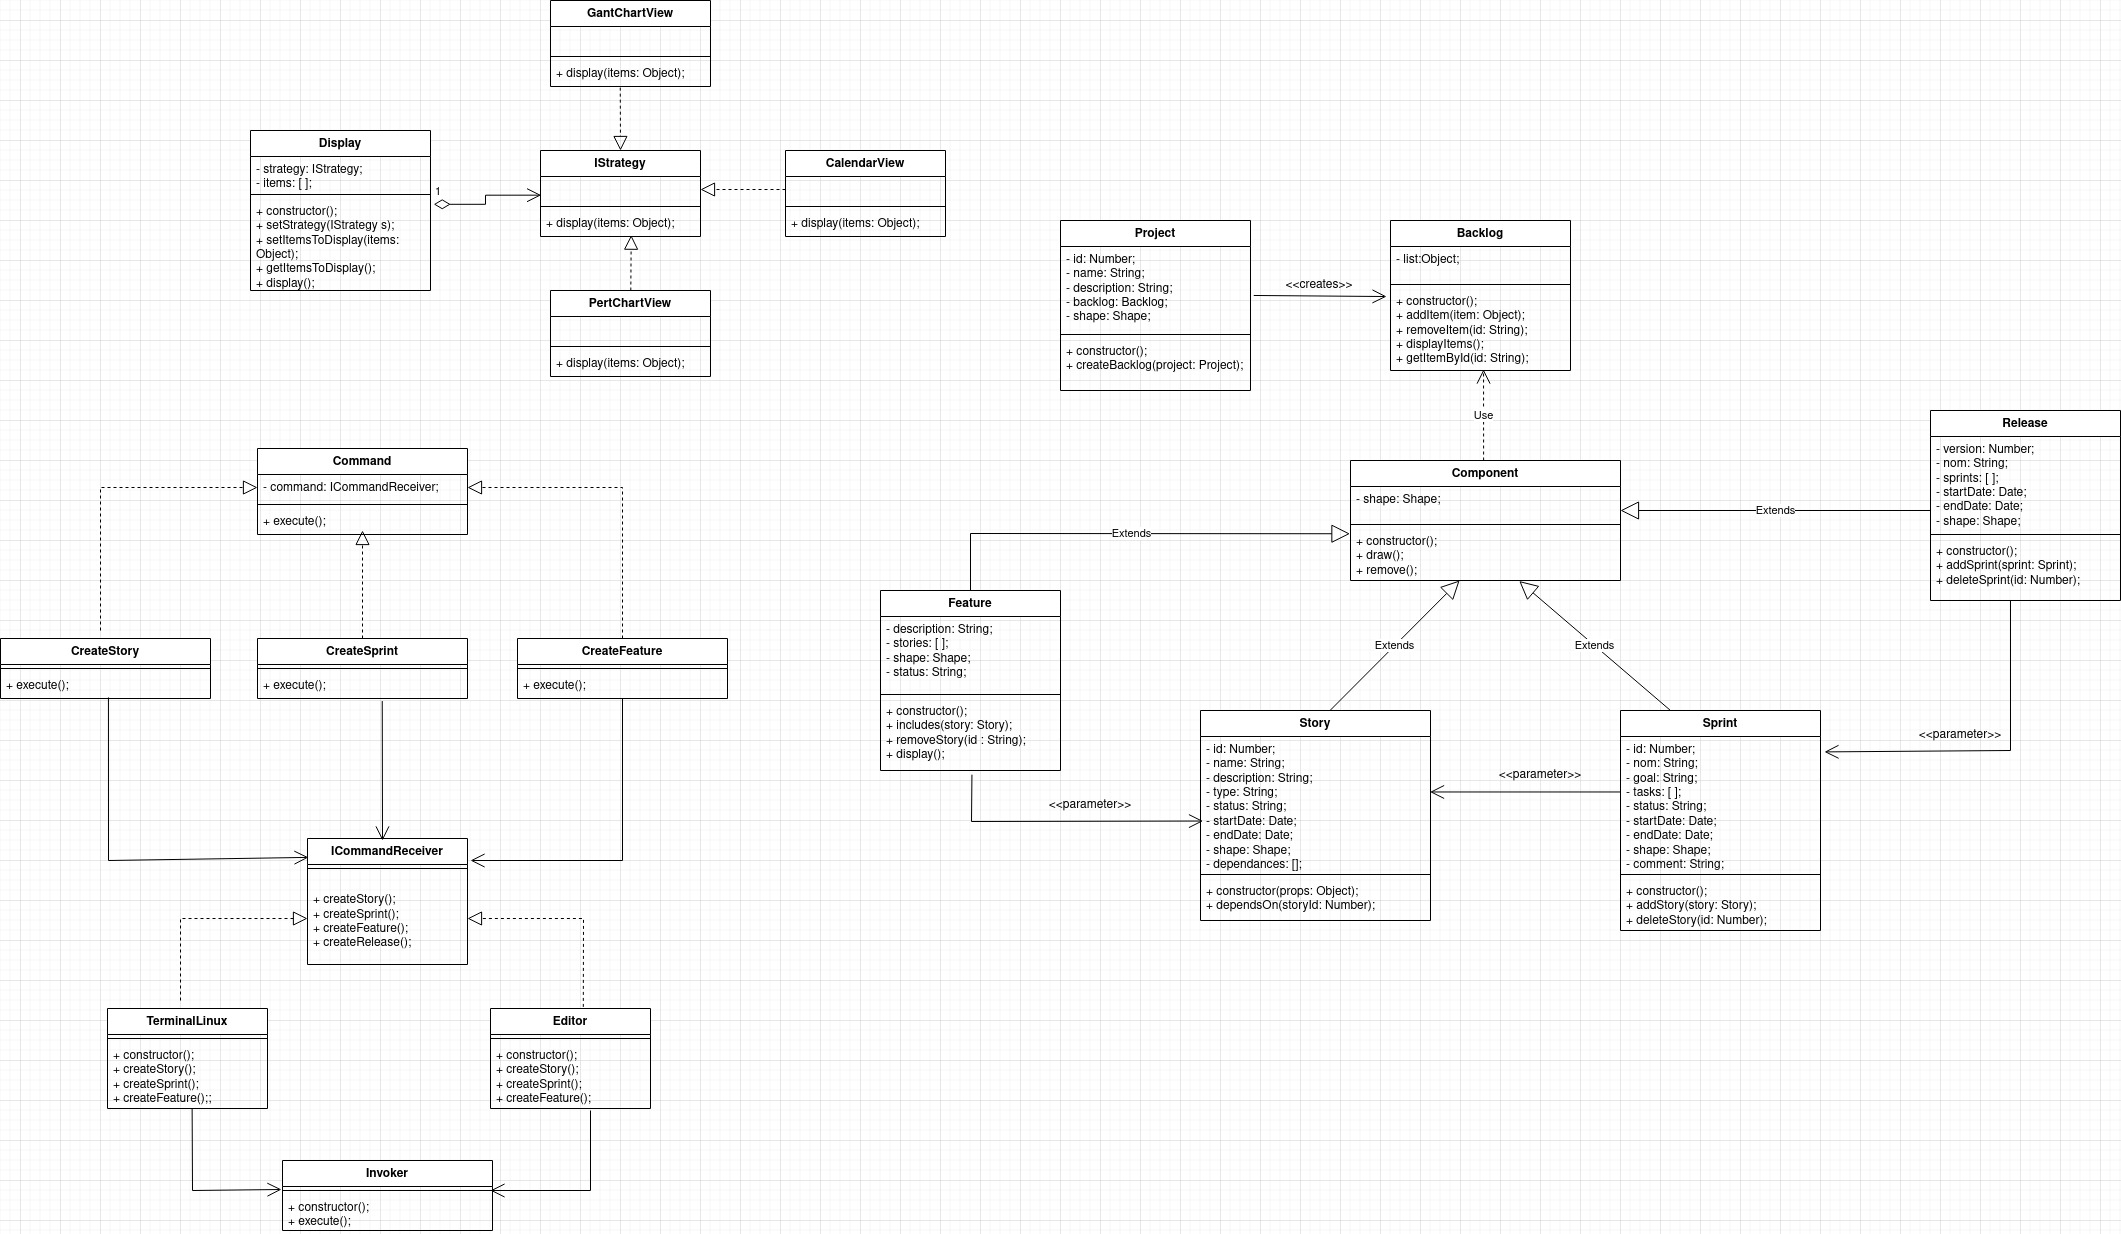 GantChartView
+ display(items: Object);
Display
- strategy: IStrategy;
- items: [ ];
+ constructor();
+ setStrategy(IStrategy s);
+ setItemsToDisplay(items:
Object);
+ getItemsToDisplay();
+ display();
1
IStrategy
+ display(items: Object);
CalendarView
+ display(items: Object);
PertChartView
+ display(items: Object);
Project
- id: Number;
- name: String;
- description: String;
- backlog: Backlog;
- shape: Shape;
+ constructor();
+ createBacklog(project: Project);
<<creates>>
Backlog
- list:Object;
+ constructor();
+ addItem(item: Object);
+ removeItem(id: String);
+ displayItems();
+ getItemById(id: String);
Use
Component
- shape: Shape;
+ constructor();
+ draw();
+ remove();
Extends
Release
- version: Number;
- nom: String;
- sprints: [ ];
- startDate: Date;
- endDate: Date;
- shape: Shape;
+ constructor();
+ addSprint(sprint: Sprint);
+ deleteSprint(id: Number);
Extends
Feature
- description: String;
- stories: [ ];
- shape: Shape;
- status: String;
+ constructor();
+ includes(story: Story);
+ removeStory(id : String);
+ display();
Extends
Extends
<<parameter>>
Story
- id: Number;
- name: String;
- description: String;
- type: String;
- status: String;
- startDate: Date;
- endDate: Date;
- shape: Shape;
- dependances: [];
+ constructor(props: Object);
+ dependsOn(storyId: Number);
<<parameter>>
Sprint
- id: Number;
- nom: String;
- goal: String;
- tasks: [ ];
- status: String;
- startDate: Date;
- endDate: Date;
- shape: Shape;
- comment: String;
+ constructor();
+ addStory(story: Story);
+ deleteStory(id: Number);
<<parameter>>
Command
- command: ICommandReceiver;
+ execute();
CreateStory
+ execute();
CreateSprint
+ execute();
CreateFeature
+ execute();
ICommandReceiver
+ createStory();
+ createSprint();
+ createFeature();
+ createRelease();
TerminalLinux
+ constructor();
+ createStory();
+ createSprint();
+ createFeature();;
Editor
+ constructor();
+ createStory();
+ createSprint();
+ createFeature();
Invoker
+ constructor();
+ execute();